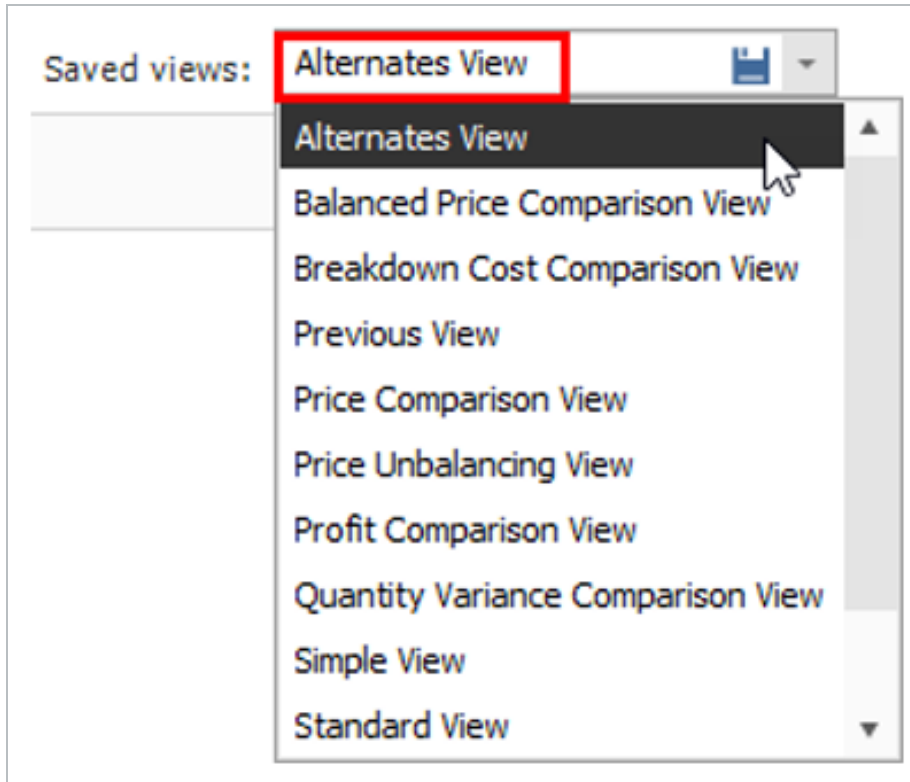 Saved views: Alternates View
Alternates View
Balanced Price Comparison View
Breakdown Cost Comparison View
Previous View
Price Comparison View
Price Unbalancing View
Profit Comparison View
Quantity Variance Comparison View
Simple View
Standard View